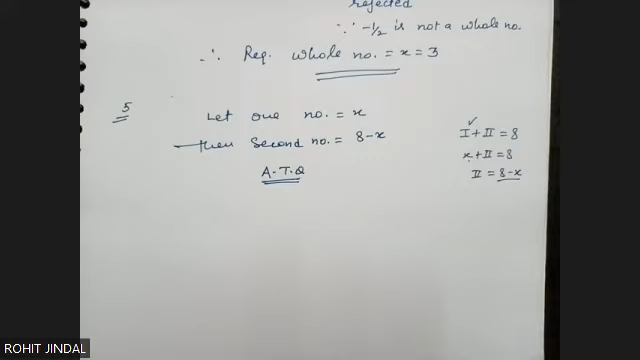 rejected
∵ -1/2 is not a whole no.
∴ Req. whole no. = x = 3
5
Let one no. = x
then second no. = 8-x
A.T.Q
I + II = 8
x + II = 8
II = 8-x
ROHIT JINDAL